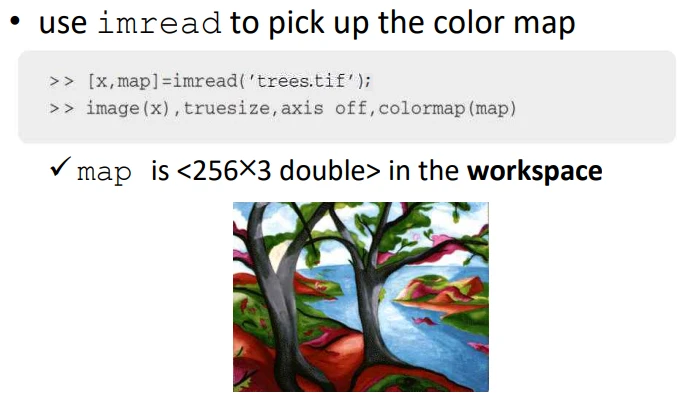 • use imread to pick up the color map
>> [x,map]=imread('trees.tif');
>> image(x),truesize,axis off,colormap(map)
✓ map is <256×3 double> in the workspace